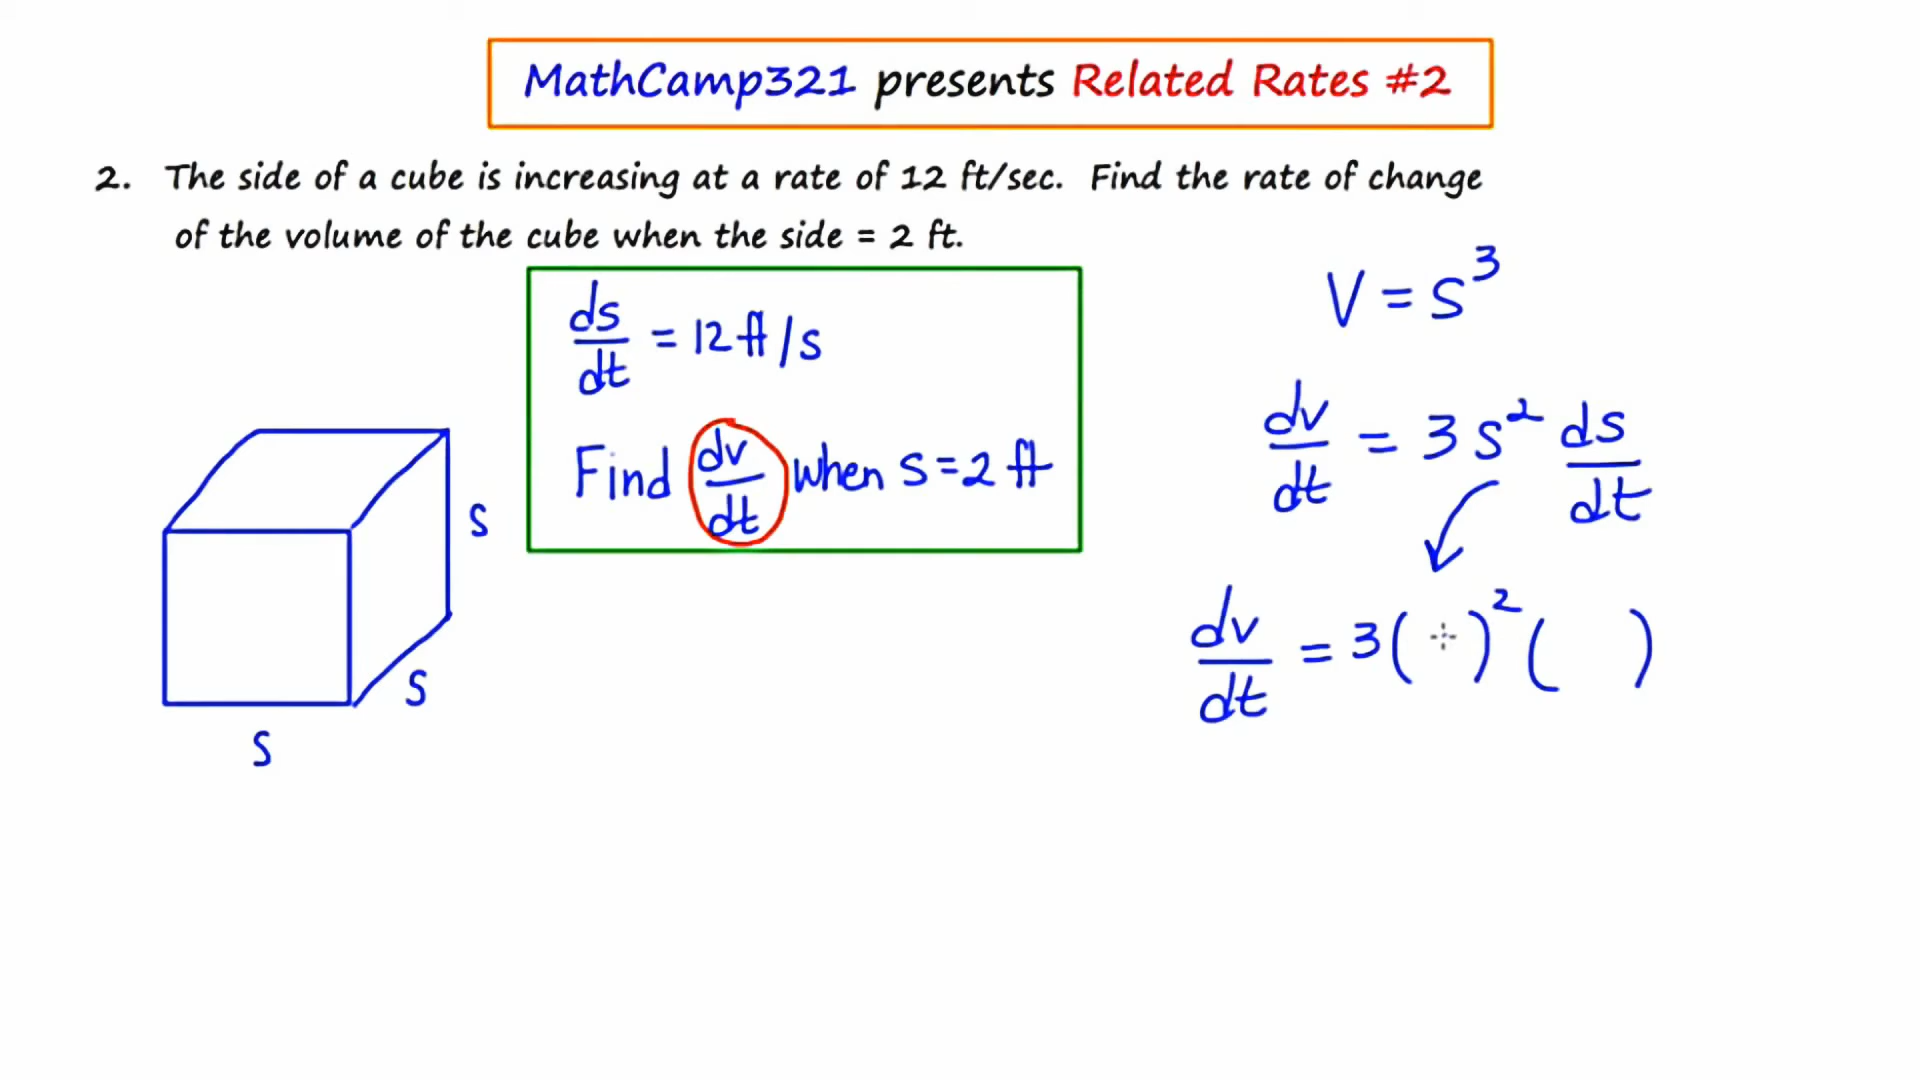 MathCamp321 presents Related Rates #2
2. The side of a cube is increasing at a rate of 12 ft/sec. Find the rate of change
of the volume of the cube when the side = 2 ft.
ds/dt = 12 ft/s
Find dv/dt when s = 2 ft
s
s
s
V = s³
dv/dt = 3s² ds/dt
dv/dt = 3( )² ( )